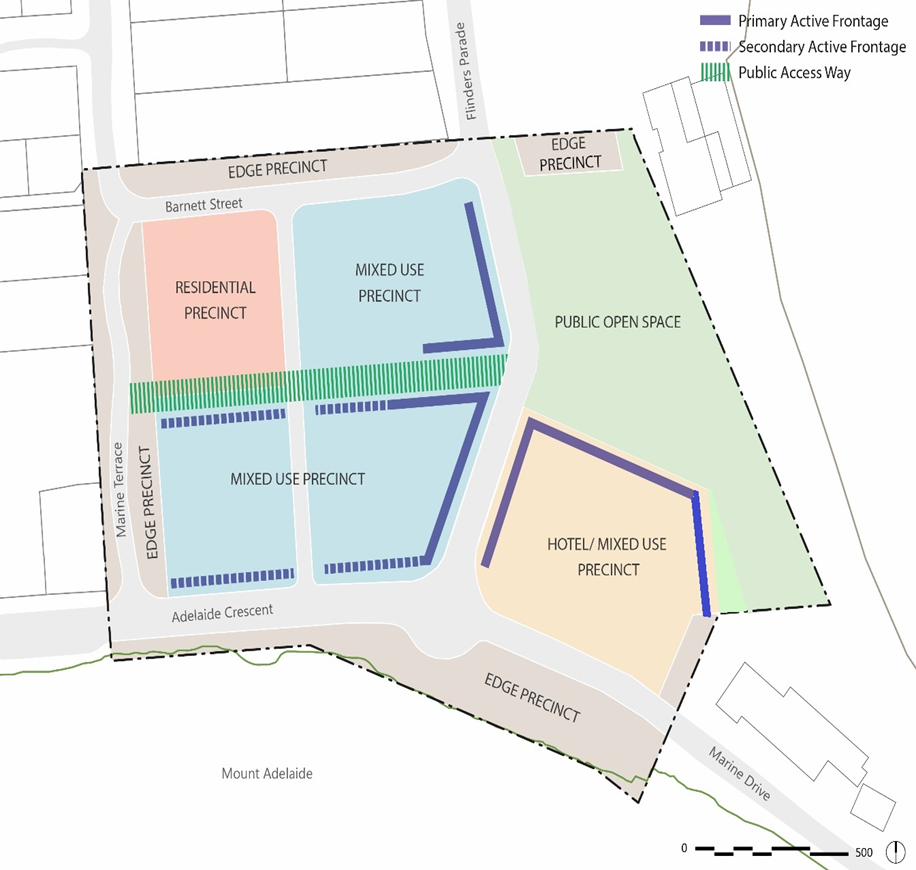 Primary Active Frontage
Secondary Active Frontage
Public Access Way
Flinders Parade
EDGE
PRECINCT
EDGE PRECINCT
Barnett Street
RESIDENTIAL
PRECINCT
MIXED USE
PRECINCT
PUBLIC OPEN SPACE
Marine Terrace
EDGE PRECINCT
MIXED USE PRECINCT
HOTEL/ MIXED USE
PRECINCT
Adelaide Crescent
EDGE PRECINCT
Mount Adelaide
Marine Drive
0 500